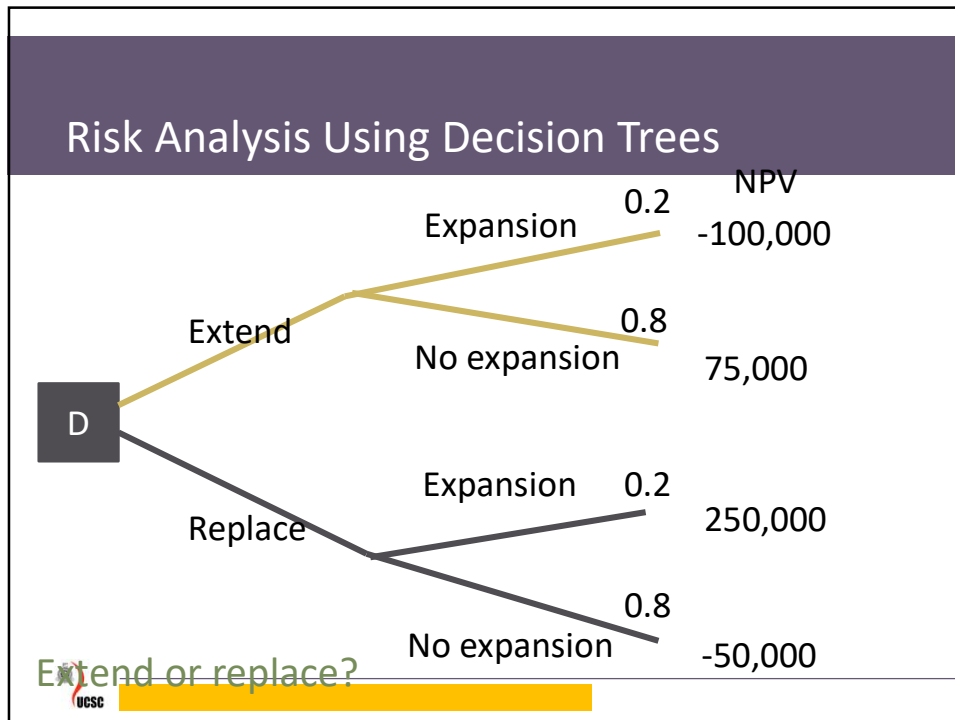 Risk Analysis Using Decision Trees
NPV
0.2
Expansion
-100,000
Extend
0.8
No expansion
75,000
D
Expansion
0.2
Replace
250,000
0.8
No expansion
-50,000
Extend or replace?
UCSC